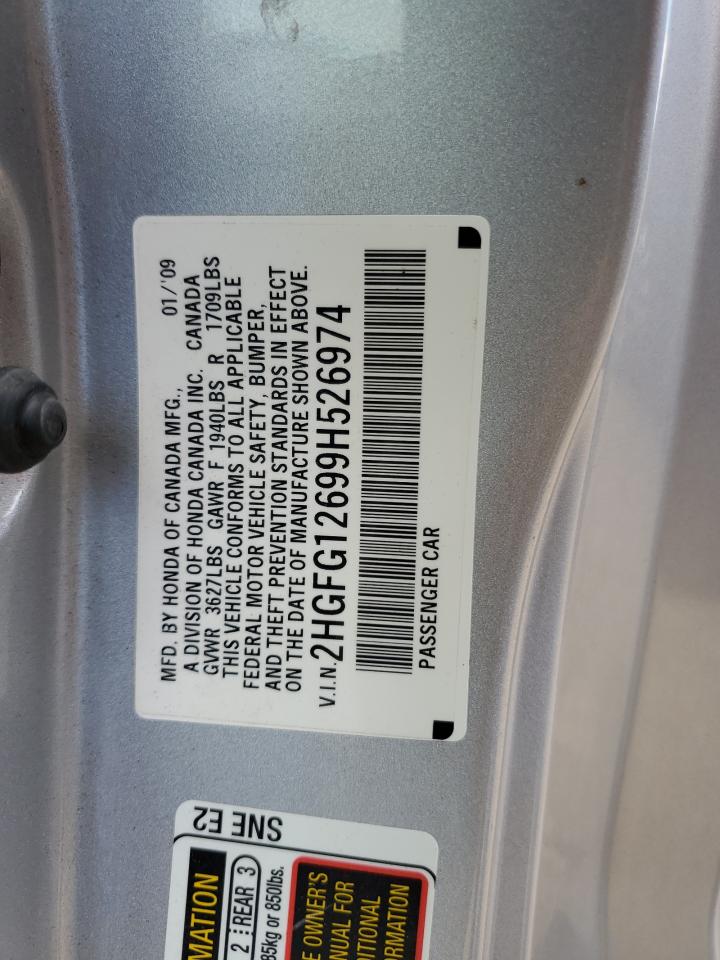 MFD. BY HONDA OF CANADA MFG., 01/'09
A DIVISION OF HONDA CANADA INC. CANADA
GVWR 3627LBS GAWR F 1940LBS R 1709LBS
THIS VEHICLE CONFORMS TO ALL APPLICABLE
FEDERAL MOTOR VEHICLE SAFETY, BUMPER,
AND THEFT PREVENTION STANDARDS IN EFFECT
ON THE DATE OF MANUFACTURE SHOWN ABOVE.
V.I.N. 2HGFG12699H526974
PASSENGER CAR
SNE E2
MATION
2 REAR 3
85kg or 850lbs.
E OWNER'S
NUAL FOR
DITIONAL
ORMATION